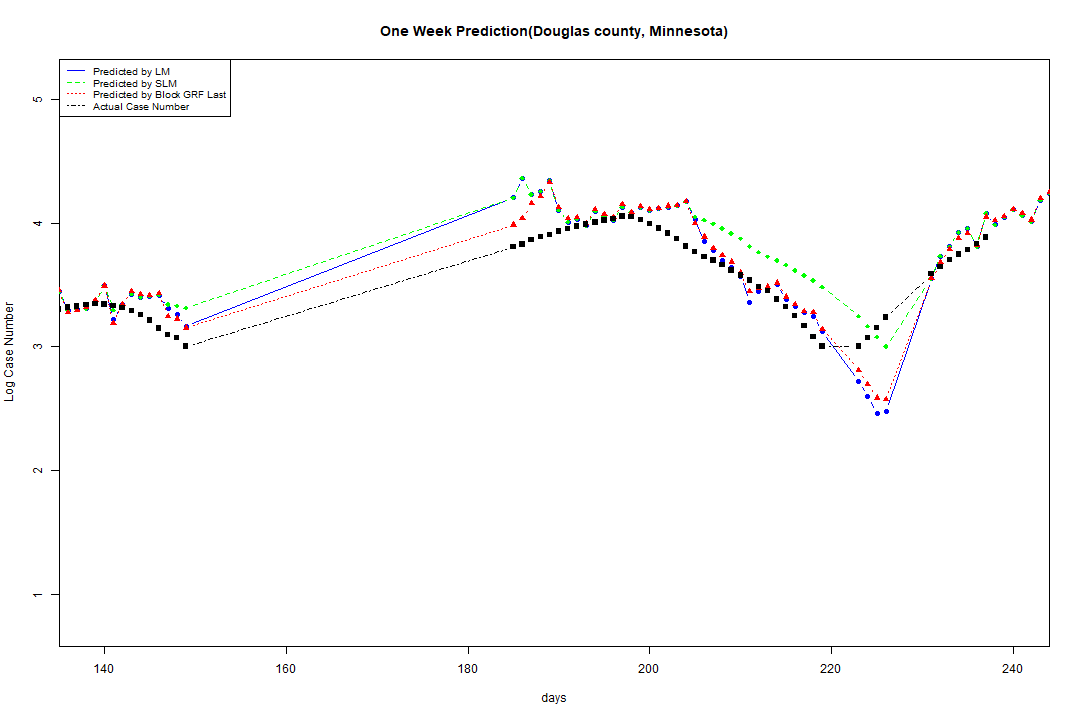 One Week Prediction(Douglas county, Minnesota)
Predicted by LM
Predicted by SLM
Predicted by Block GRF Last
Actual Case Number
5
4
3
2
1
Log Case Number
140 160 180 200 220 240
days